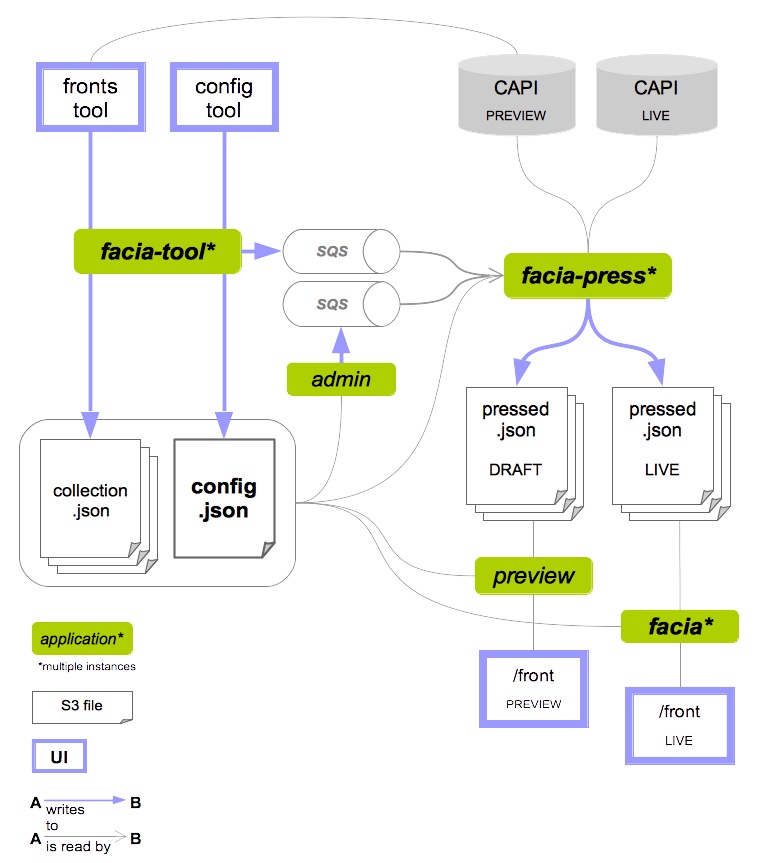 fronts
tool
config
tool
CAPI
PREVIEW
CAPI
LIVE
facia-tool*
SQS
SQS
facia-press*
admin
collection
.json
config
.json
pressed
.json
DRAFT
pressed
.json
LIVE
preview
facia*
/front
PREVIEW
/front
LIVE
application*
*multiple instances
S3 file
UI
A writes B
to
A is read by B